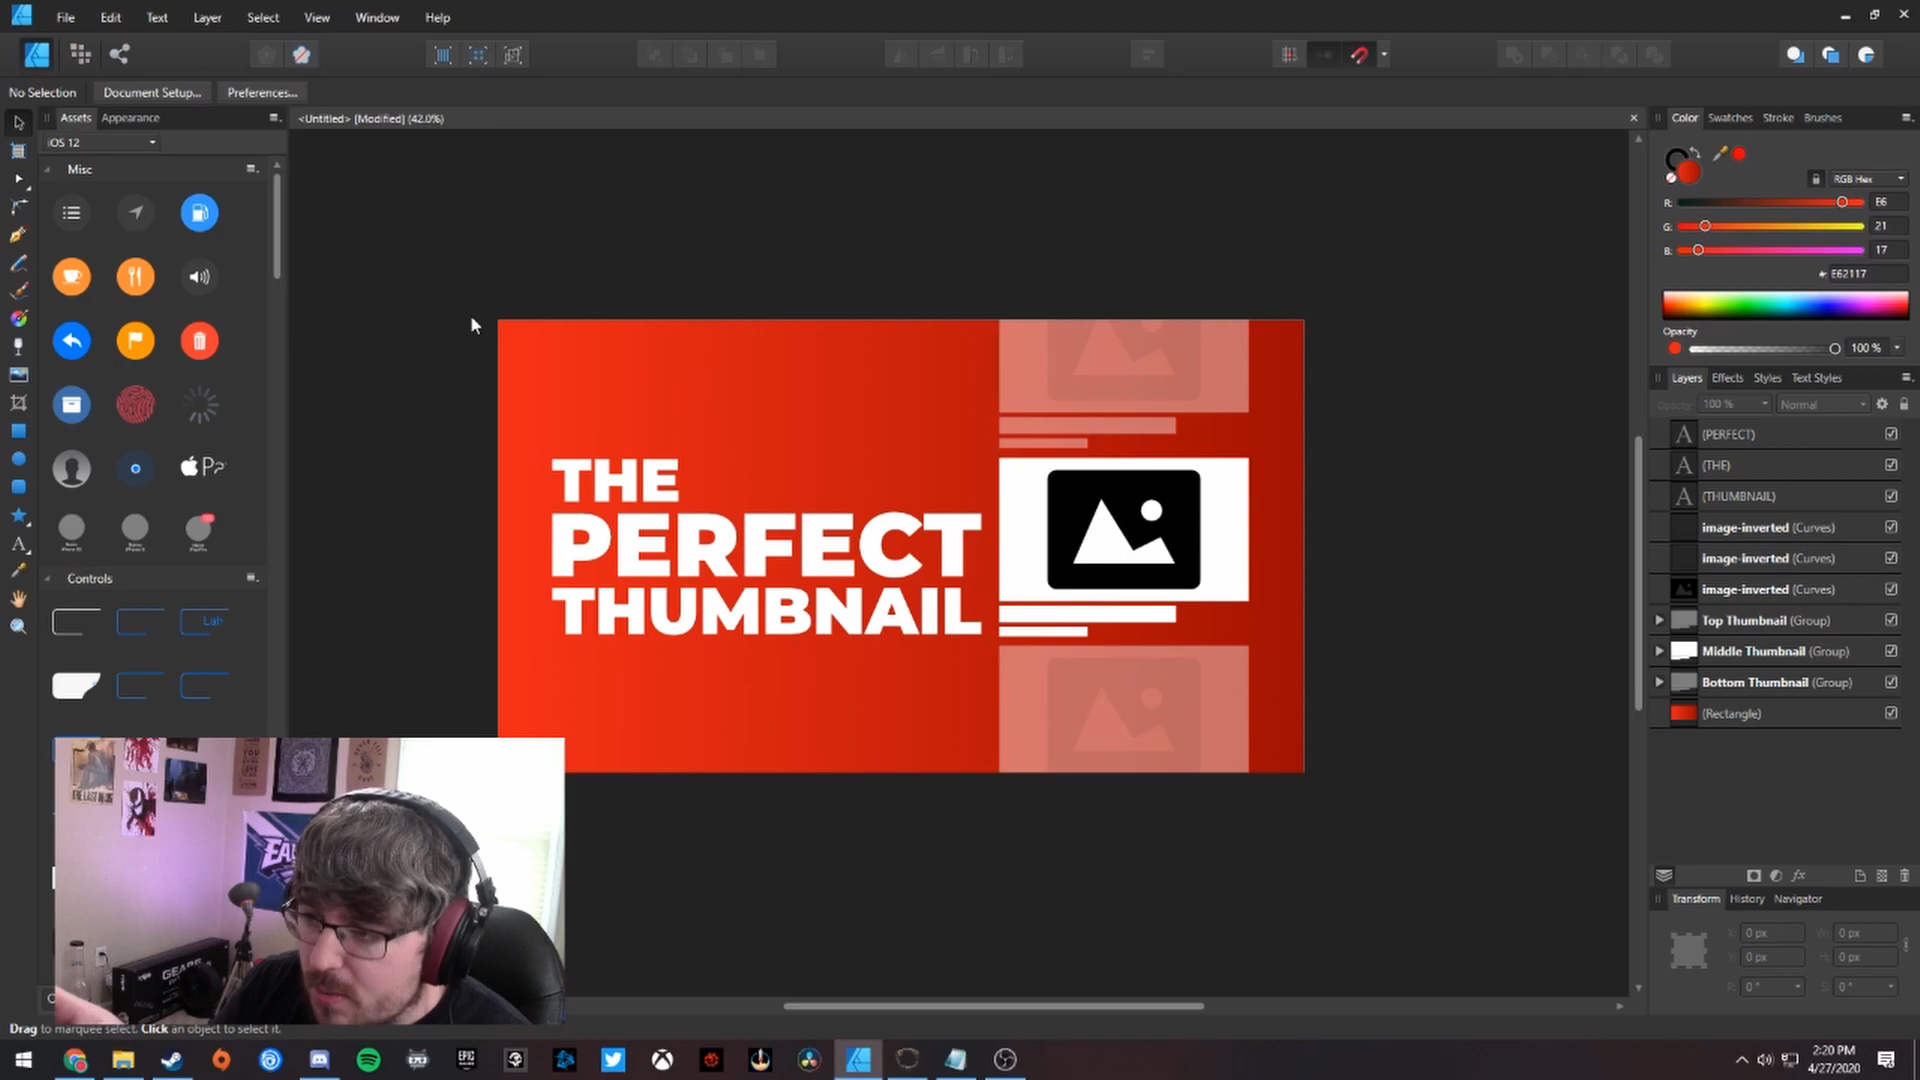 File Edit Text Layer Select View Window Help
No Selection Document Setup... Preferences...
Assets Appearance
<Untitled> [Modified] (42.0%)
Color Swatches Stroke Brushes
iOS 12
Misc
RGB Hex
R: E6
G: 21
B: 17
#: E62117
Opacity
100 %
Layers Effects Styles Text Styles
Opacity: 100 % Normal
(PERFECT)
(THE)
(THUMBNAIL)
image-inverted (Curves)
image-inverted (Curves)
image-inverted (Curves)
Top Thumbnail (Group)
Middle Thumbnail (Group)
Bottom Thumbnail (Group)
(Rectangle)
THE
PERFECT
THUMBNAIL
Controls
Transform History Navigator
X: 0 px W: 0 px
Y: 0 px H: 0 px
R: 0 ° S: 0 °
GEARS
Drag to marquee select. Click an object to select it.
EPIC
2:20 PM
4/27/2020